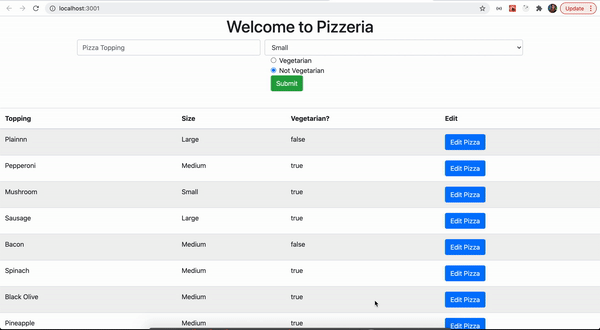 localhost:3001
Update
Welcome to Pizzeria
Pizza Topping Small
Vegetarian
Not Vegetarian
Submit
Topping Size Vegetarian? Edit
Plainnn Large false Edit Pizza
Pepperoni Medium true Edit Pizza
Mushroom Small true Edit Pizza
Sausage Large true Edit Pizza
Bacon Medium false Edit Pizza
Spinach Medium true Edit Pizza
Black Olive Medium true Edit Pizza
Pineapple Medium true Edit Pizza